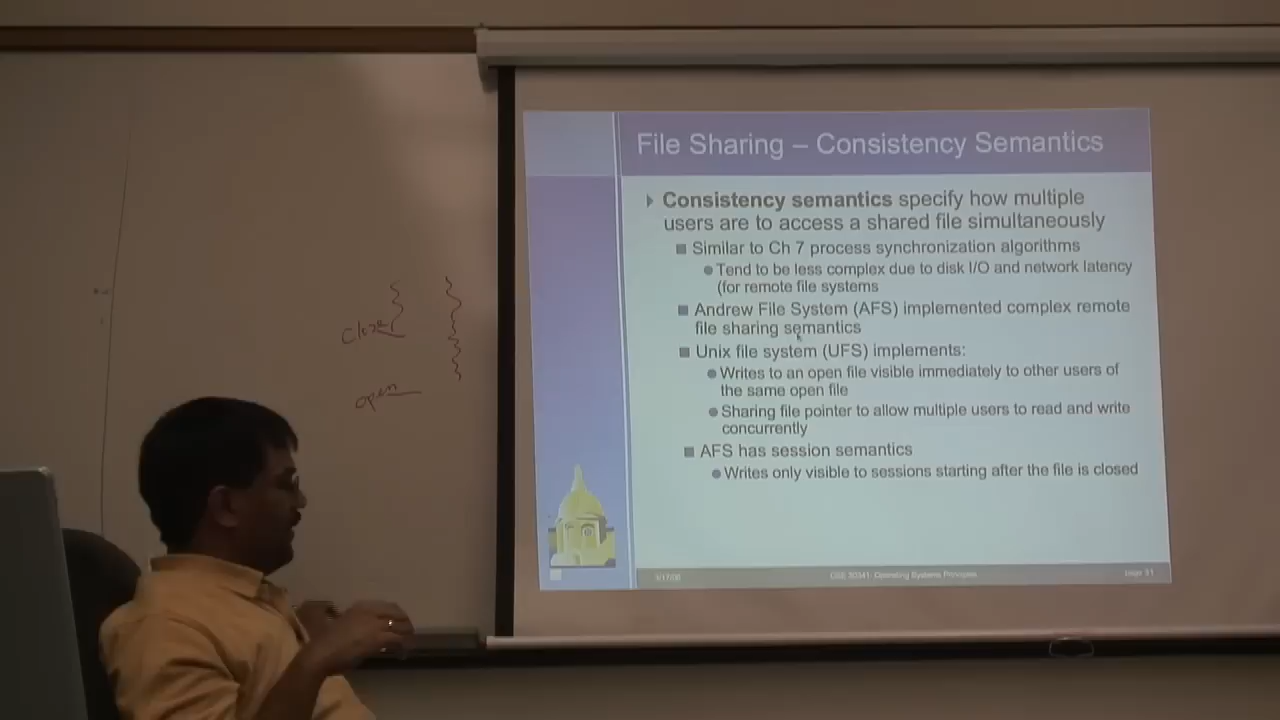 File Sharing – Consistency Semantics
Consistency semantics specify how multiple
users are to access a shared file simultaneously
Similar to Ch 7 process synchronization algorithms
Tend to be less complex due to disk I/O and network latency
(for remote file systems
Andrew File System (AFS) implemented complex remote
file sharing semantics
Unix file system (UFS) implements:
Writes to an open file visible immediately to other users of
the same open file
Sharing file pointer to allow multiple users to read and write
concurrently
AFS has session semantics
Writes only visible to sessions starting after the file is closed
CSE 30341: Operating Systems Principles
close
open